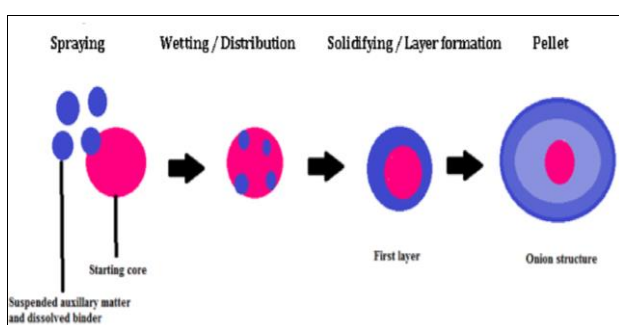 Spraying
Wetting / Distribution
Solidifying / Layer formation
Pellet
Starting core
First layer
Onion structure
Suspended auxillary matter
and dissolved binder